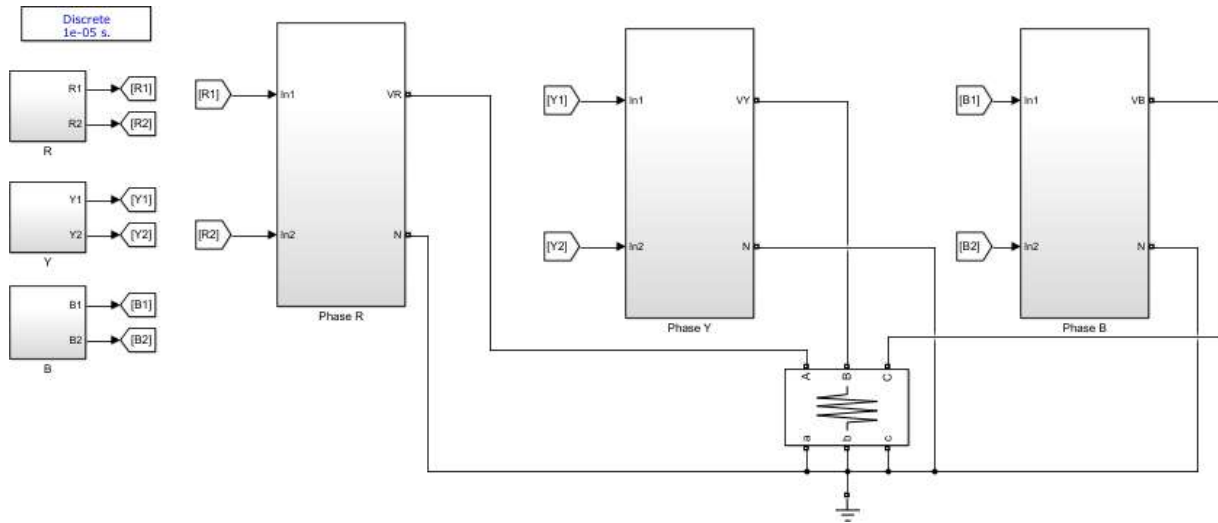 Discrete
1e-05 s.
R1
[R1]
R2
[R2]
R
Y1
[Y1]
Y2
[Y2]
Y
B1
[B1]
B2
[B2]
B
[R1]
In1
VR
[R2]
In2
N
Phase R
[Y1]
In1
VY
[Y2]
In2
N
Phase Y
[B1]
In1
VB
[B2]
In2
N
Phase B
A
B
C
a
b
c